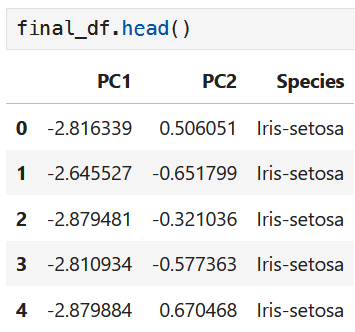 final_df.head()
PC1 PC2 Species
0 -2.816339 0.506051 Iris-setosa
1 -2.645527 -0.651799 Iris-setosa
2 -2.879481 -0.321036 Iris-setosa
3 -2.810934 -0.577363 Iris-setosa
4 -2.879884 0.670468 Iris-setosa